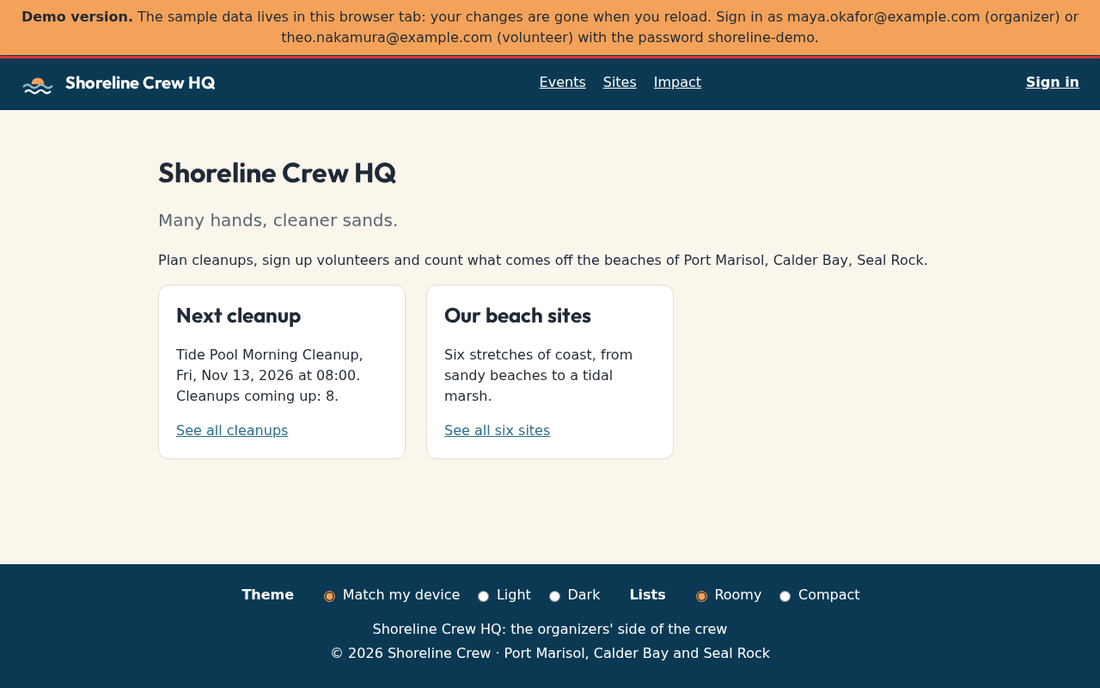 Demo version. The sample data lives in this browser tab: your changes are gone when you reload. Sign in as maya.okafor@example.com (organizer) or
theo.nakamura@example.com (volunteer) with the password shoreline-demo.
Shoreline Crew HQ
Events Sites Impact
Sign in
Shoreline Crew HQ
Many hands, cleaner sands.
Plan cleanups, sign up volunteers and count what comes off the beaches of Port Marisol, Calder Bay, Seal Rock.
Next cleanup
Tide Pool Morning Cleanup,
Fri, Nov 13, 2026 at 08:00.
Cleanups coming up: 8.
See all cleanups
Our beach sites
Six stretches of coast, from
sandy beaches to a tidal
marsh.
See all six sites
Theme Match my device Light Dark Lists Roomy Compact
Shoreline Crew HQ: the organizers' side of the crew
© 2026 Shoreline Crew · Port Marisol, Calder Bay and Seal Rock